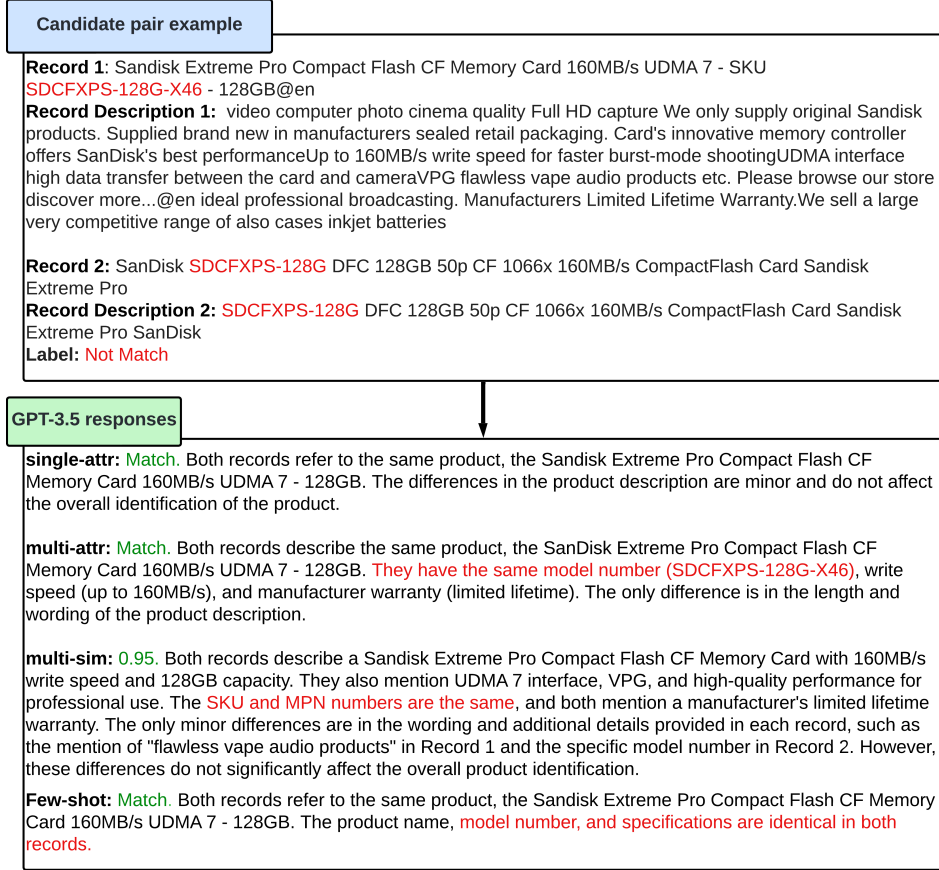 Candidate pair example
Record 1: Sandisk Extreme Pro Compact Flash CF Memory Card 160MB/s UDMA 7 - SKU
SDCFXPS-128G-X46 - 128GB@en
Record Description 1:  video computer photo cinema quality Full HD capture We only supply original Sandisk
products. Supplied brand new in manufacturers sealed retail packaging. Card's innovative memory controller
offers SanDisk's best performanceUp to 160MB/s write speed for faster burst-mode shootingUDMA interface
high data transfer between the card and cameraVPG flawless vape audio products etc. Please browse our store
discover more...@en ideal professional broadcasting. Manufacturers Limited Lifetime Warranty.We sell a large
very competitive range of also cases inkjet batteries
Record 2: SanDisk SDCFXPS-128G DFC 128GB 50p CF 1066x 160MB/s CompactFlash Card Sandisk
Extreme Pro
Record Description 2: SDCFXPS-128G DFC 128GB 50p CF 1066x 160MB/s CompactFlash Card Sandisk
Extreme Pro SanDisk
Label: Not Match
GPT-3.5 responses
single-attr: Match. Both records refer to the same product, the Sandisk Extreme Pro Compact Flash CF
Memory Card 160MB/s UDMA 7 - 128GB. The differences in the product description are minor and do not affect
the overall identification of the product.
multi-attr: Match. Both records describe the same product, the SanDisk Extreme Pro Compact Flash CF
Memory Card 160MB/s UDMA 7 - 128GB. They have the same model number (SDCFXPS-128G-X46), write
speed (up to 160MB/s), and manufacturer warranty (limited lifetime). The only difference is in the length and
wording of the product description.
multi-sim: 0.95. Both records describe a Sandisk Extreme Pro Compact Flash CF Memory Card with 160MB/s
write speed and 128GB capacity. They also mention UDMA 7 interface, VPG, and high-quality performance for
professional use. The SKU and MPN numbers are the same, and both mention a manufacturer's limited lifetime
warranty. The only minor differences are in the wording and additional details provided in each record, such as
the mention of "flawless vape audio products" in Record 1 and the specific model number in Record 2. However,
these differences do not significantly affect the overall product identification.
Few-shot: Match. Both records refer to the same product, the Sandisk Extreme Pro Compact Flash CF Memory
Card 160MB/s UDMA 7 - 128GB. The product name, model number, and specifications are identical in both
records.